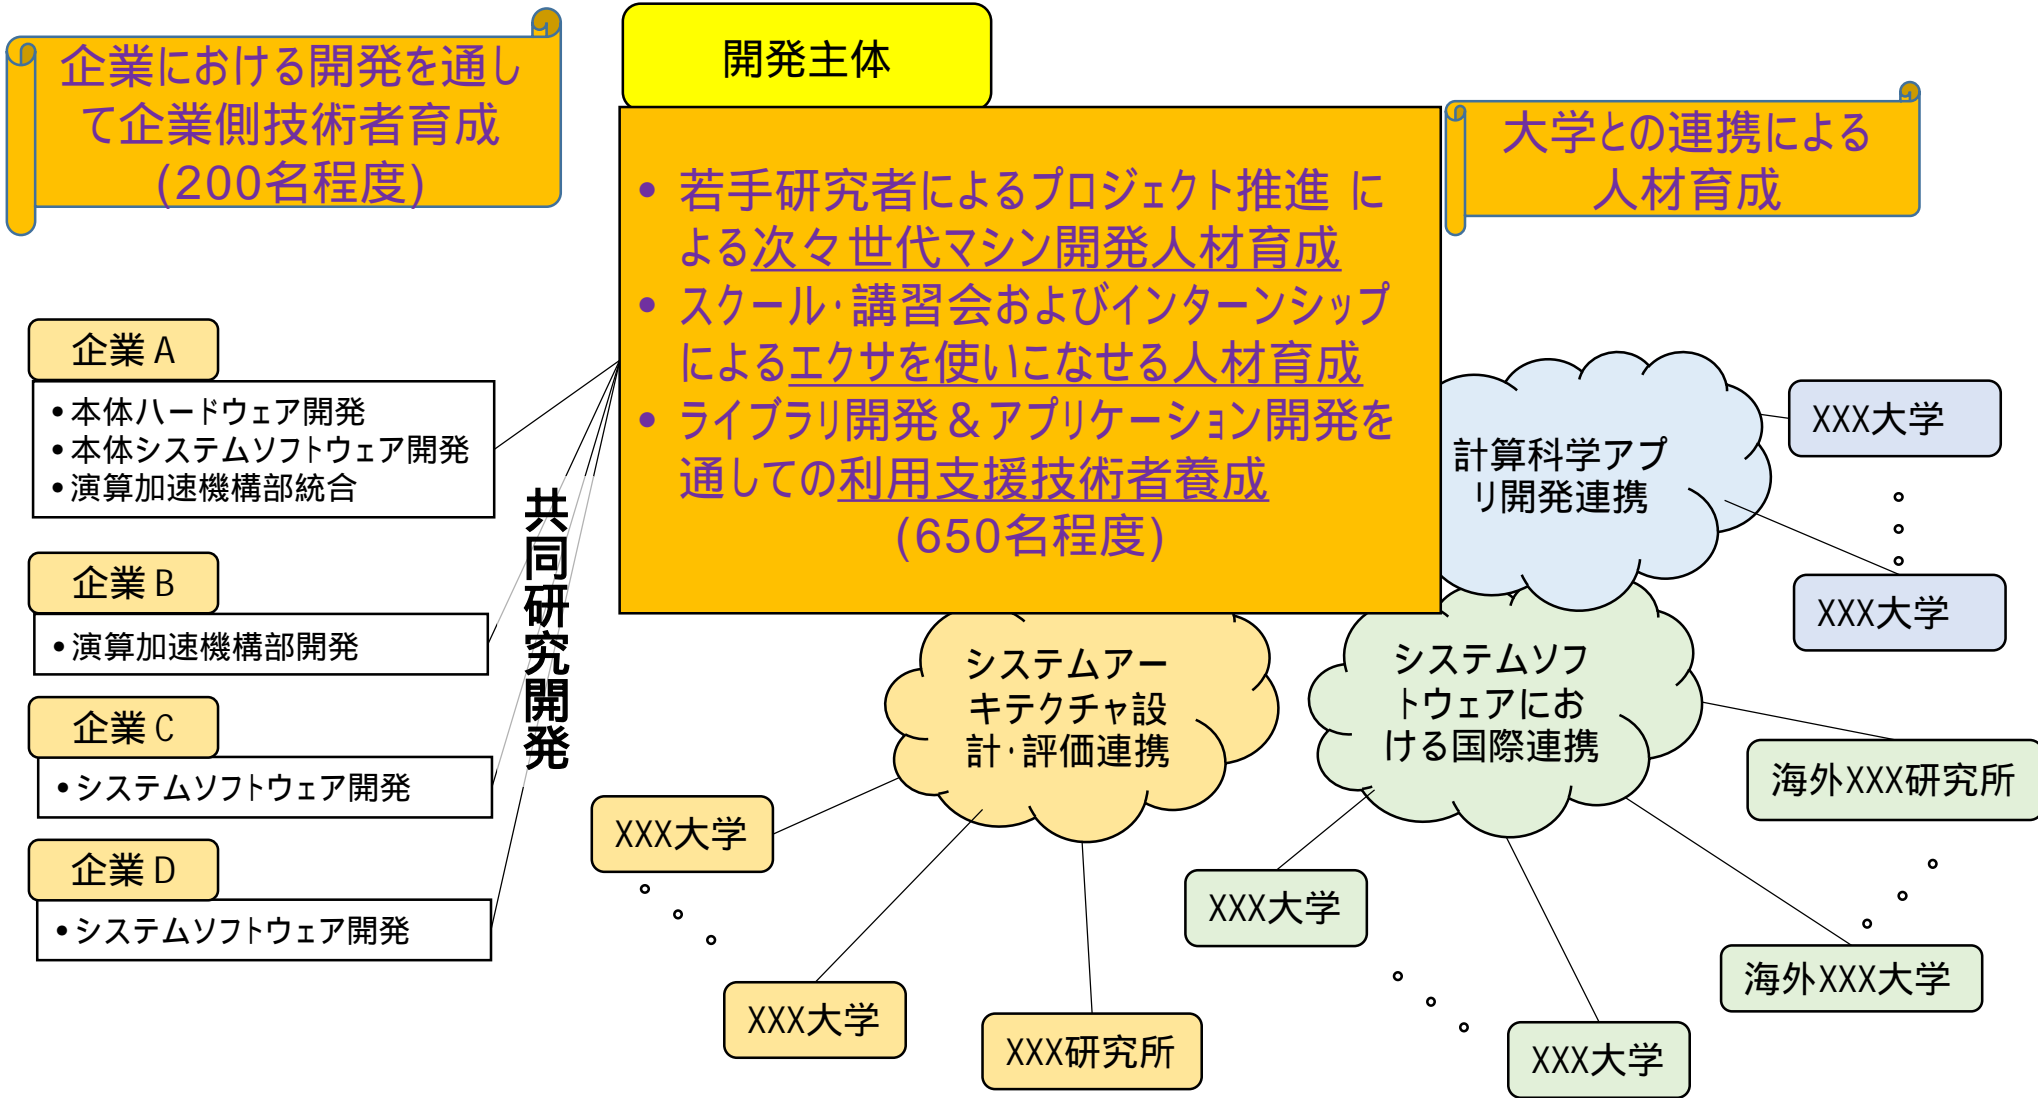 企業における開発を通し
て企業側技術者育成
(200名程度)
開発主体
大学との連携による
人材育成
• 若手研究者によるプロジェクト推進 に
よる次々世代マシン開発人材育成
• スクール・講習会およびインターンシップ
によるエクサを使いこなせる人材育成
• ライブラリ開発＆アプリケーション開発を
通しての利用支援技術者養成
(650名程度)
企業 A
•本体ハードウェア開発
•本体システムソフトウェア開発
•演算加速機構部統合
企業 B
•演算加速機構部開発
企業 C
•システムソフトウェア開発
企業 D
•システムソフトウェア開発
共同研究開発
計算科学アプ
リ開発連携
XXX大学
XXX大学
システムアー
キテクチャ設
計・評価連携
XXX大学
XXX大学
XXX研究所
システムソフ
トウェアにお
ける国際連携
海外XXX研究所
海外XXX大学
XXX大学
XXX大学